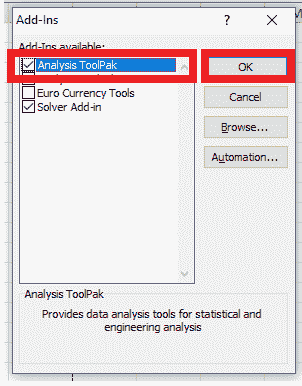 Add-Ins
?
Add-Ins available:
Analysis ToolPak
OK
Euro Currency Tools
Cancel
Solver Add-in
Browse...
Automation...
Analysis ToolPak
Provides data analysis tools for statistical and
engineering analysis